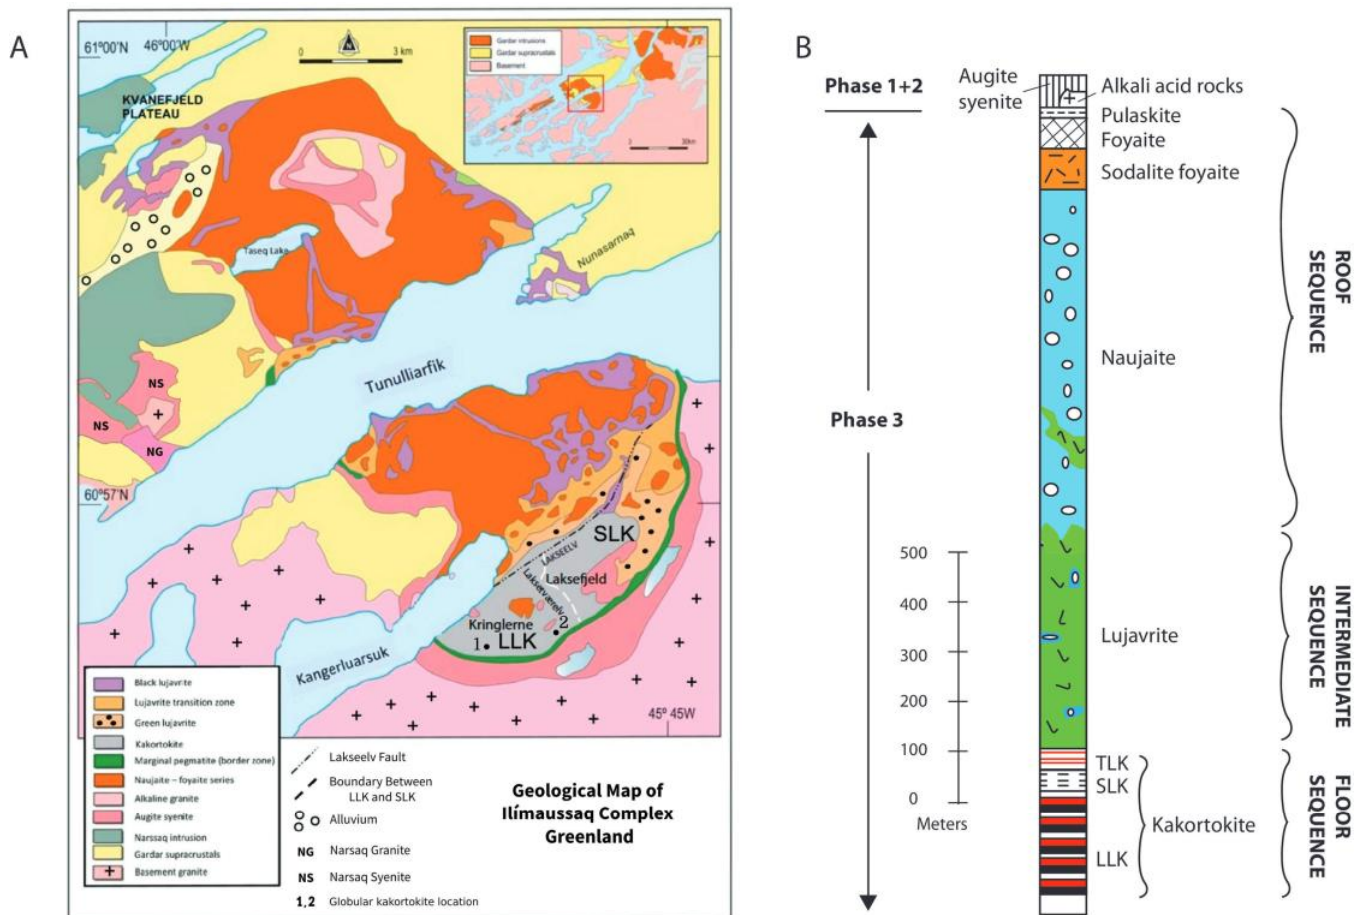 A
61°00'N
46°00'W
0
3 km
N
Gardar intrusions
Gardar supracrustals
Basement
0
30km
KVANEFJELD
PLATEAU
Taseq Lake
Nunasarnaq
Tunulliarfik
NS
NS
NG
60°57'N
SLK
LAKSEELV
Laksefjeld
Laksetværelv
Kringlerne
1
LLK
2
Kangerluarsuk
45° 45W
Black lujavrite
Lujavrite transition zone
Green lujavrite
Kakortokite
Marginal pegmatite (border zone)
Naujaite – foyaite series
Alkaline granite
Augite syenite
Narssaq intrusion
Gardar supracrustals
Basement granite
Lakseelv Fault
Boundary Between
LLK and SLK
Alluvium
NG Narsaq Granite
NS Narsaq Syenite
1,2 Globular kakortokite location
Geological Map of
Ilímaussaq Complex
Greenland
B
Phase 1+2
Phase 3
Augite
syenite
Alkali acid rocks
Pulaskite
Foyaite
Sodalite foyaite
Naujaite
Lujavrite
TLK
SLK
Kakortokite
LLK
500
400
300
200
100
0
Meters
ROOF
SEQUENCE
INTERMEDIATE
SEQUENCE
FLOOR
SEQUENCE